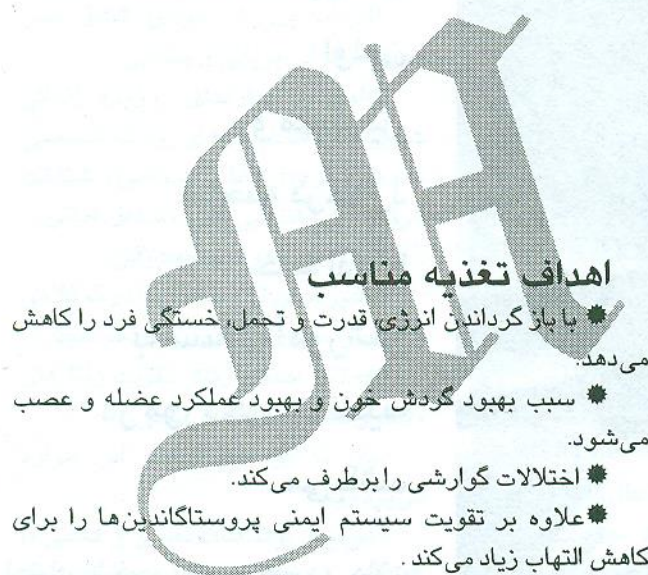 اهداف تغذیه مناسب
✹ با باز گرداندن انرژی، قدرت و تحمل، خستگی فرد را کاهش
می‌دهد.
✹ سبب بهبود گردش خون و بهبود عملکرد عضله و عصب
می‌شود.
✹ اختلالات گوارشی را برطرف می‌کند.
✹ علاوه بر تقویت سیستم ایمنی پروستاگاندین‌ها را برای
کاهش التهاب زیاد می‌کند .